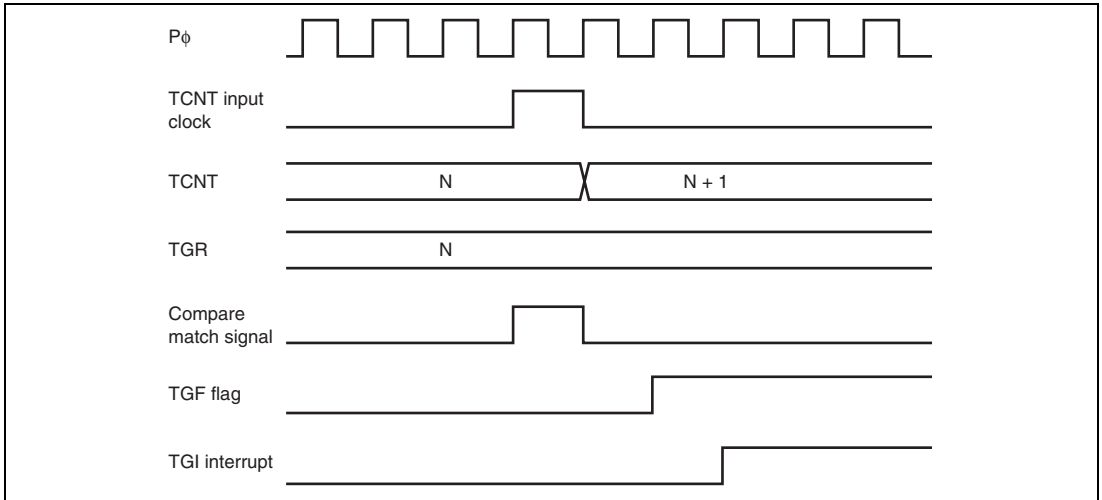 Pϕ
TCNT input
clock
TCNT
N
N + 1
TGR
N
Compare
match signal
TGF flag
TGI interrupt